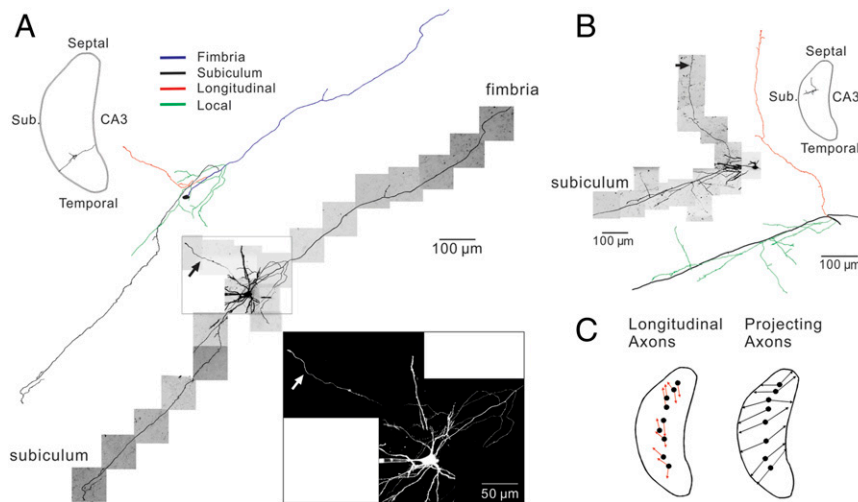 A
Septal
Sub.
CA3
Temporal
Fimbria
Subiculum
Longitudinal
Local
fimbria
100 µm
subiculum
50 µm
B
Septal
Sub.
CA3
Temporal
subiculum
100 µm
100 µm
C
Longitudinal
Axons
Projecting
Axons